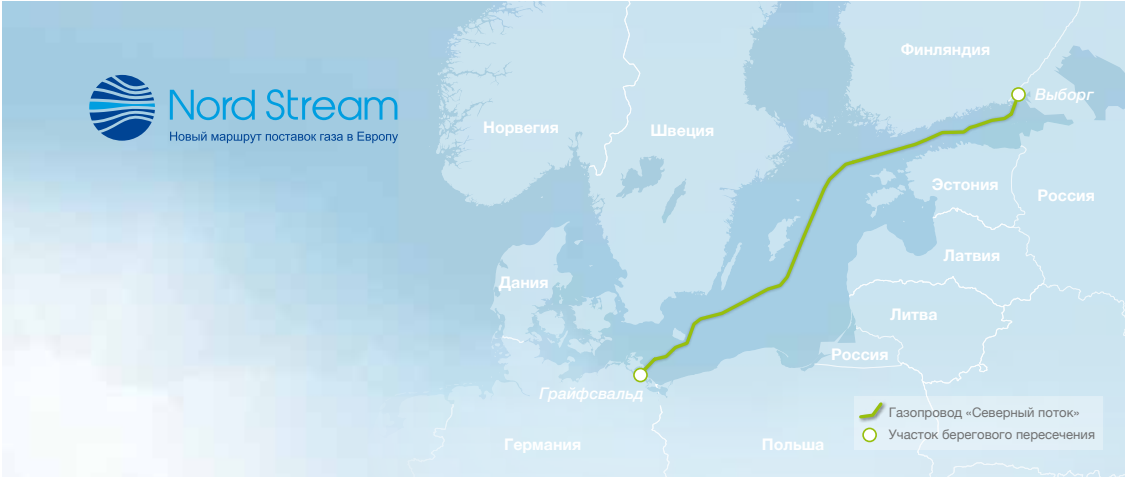 Финляндия
Nord Stream
Выборг
Новый маршрут поставок газа в Европу
Норвегия
Швеция
Эстония
Россия
Латвия
Дания
Литва
Россия
Грайфсвальд
Газопровод «Северный поток»
Участок берегового пересечения
Германия
Польша